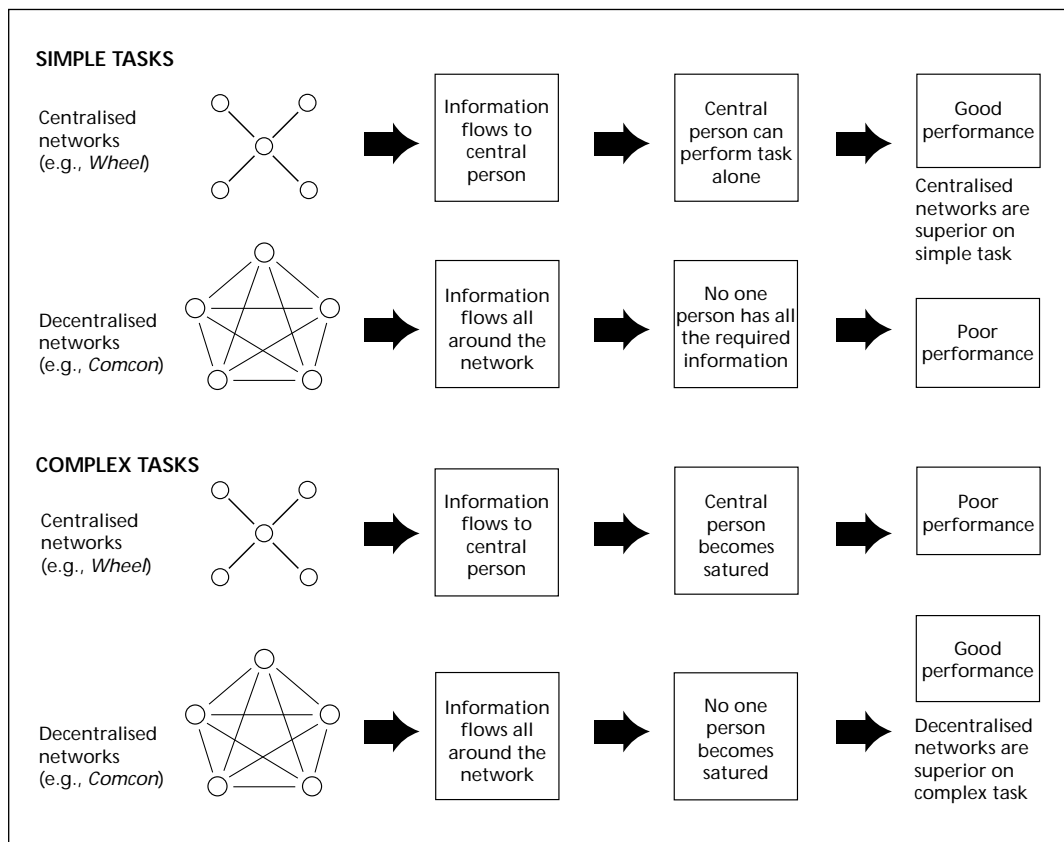 SIMPLE TASKS
Centralised
networks
(e.g., Wheel)
Information
flows to
central
person
Central
person can
perform task
alone
Good
performance
Centralised
networks are
superior on
simple task
Decentralised
networks
(e.g., Comcon)
Information
flows all
around the
network
No one
person has all
the required
information
Poor
performance
COMPLEX TASKS
Centralised
networks
(e.g., Wheel)
Information
flows to
central
person
Central
person
becomes
satured
Poor
performance
Decentralised
networks
(e.g., Comcon)
Information
flows all
around the
network
No one
person
becomes
satured
Good
performance
Decentralised
networks are
superior on
complex task